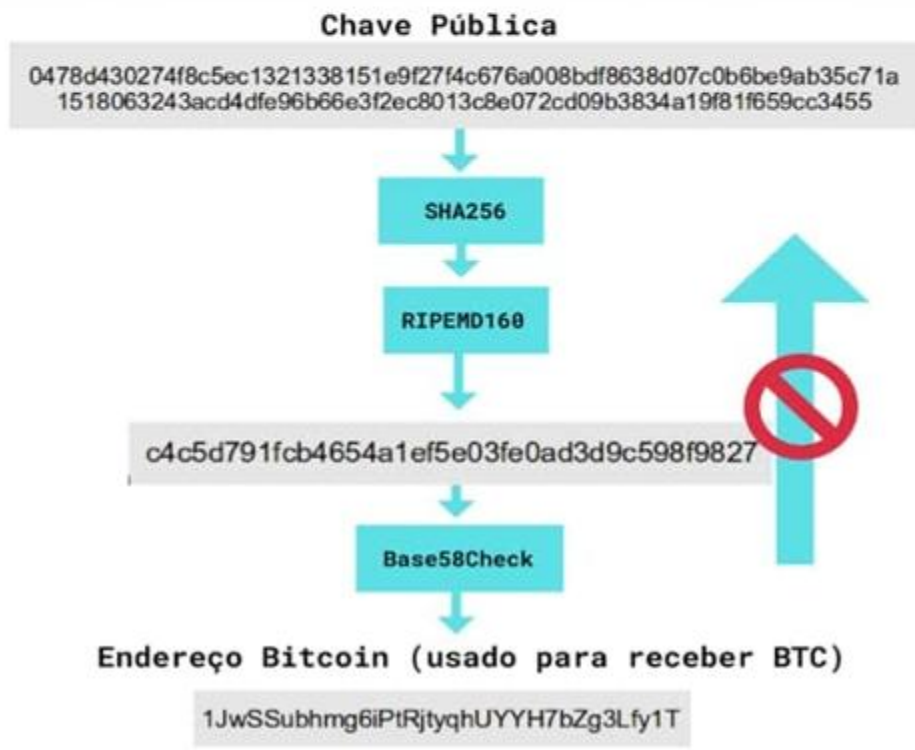 Chave Pública
0478d430274f8c5ec1321338151e9f27f4c676a008bdf8638d07c0b6be9ab35c71a
1518063243acd4dfe96b66e3f2ec8013c8e072cd09b3834a19f81f659cc3455
SHA256
RIPEMD160
c4c5d791fcb4654a1ef5e03fe0ad3d9c598f9827
Base58Check
Endereço Bitcoin (usado para receber BTC)
1JwSSubhmg6iPtRjtyqhUYYH7bZg3Lfy1T